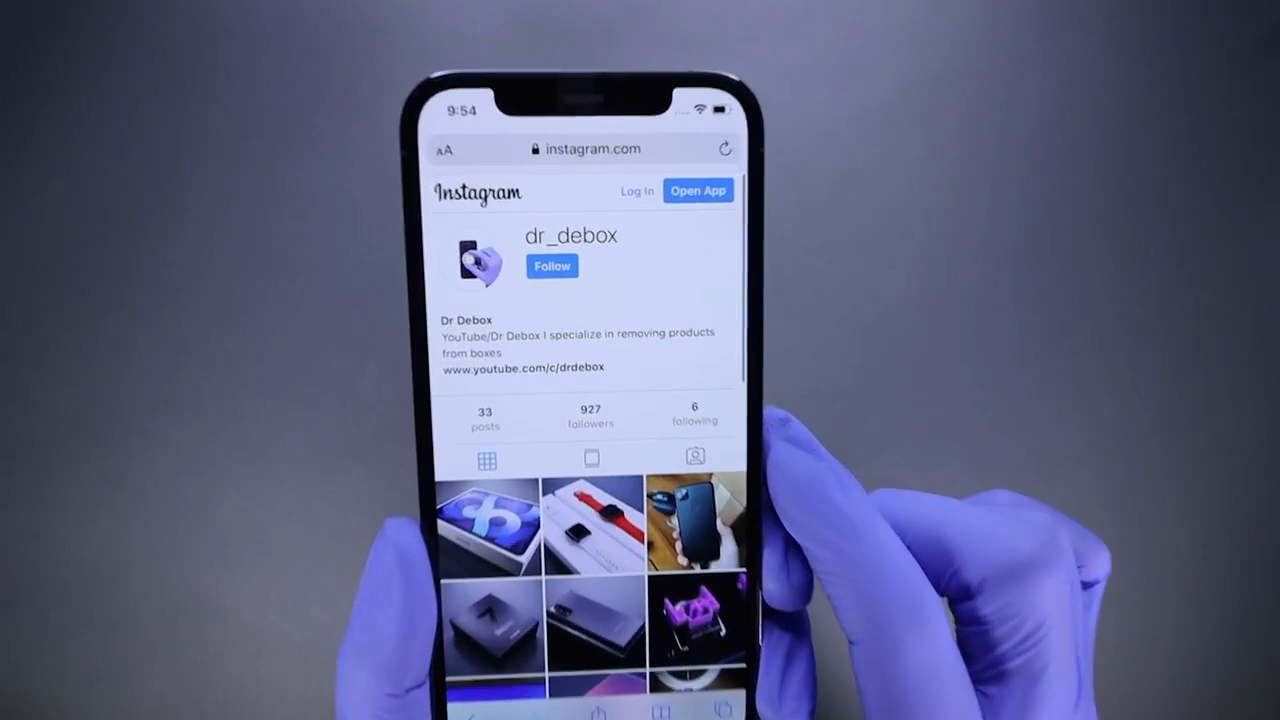 9:54
AA instagram.com
Instagram Log In Open App
dr_debox
Follow
Dr Debox
YouTube/Dr Debox I specialize in removing products
from boxes
www.youtube.com/c/drdebox
33 927 6
posts followers following